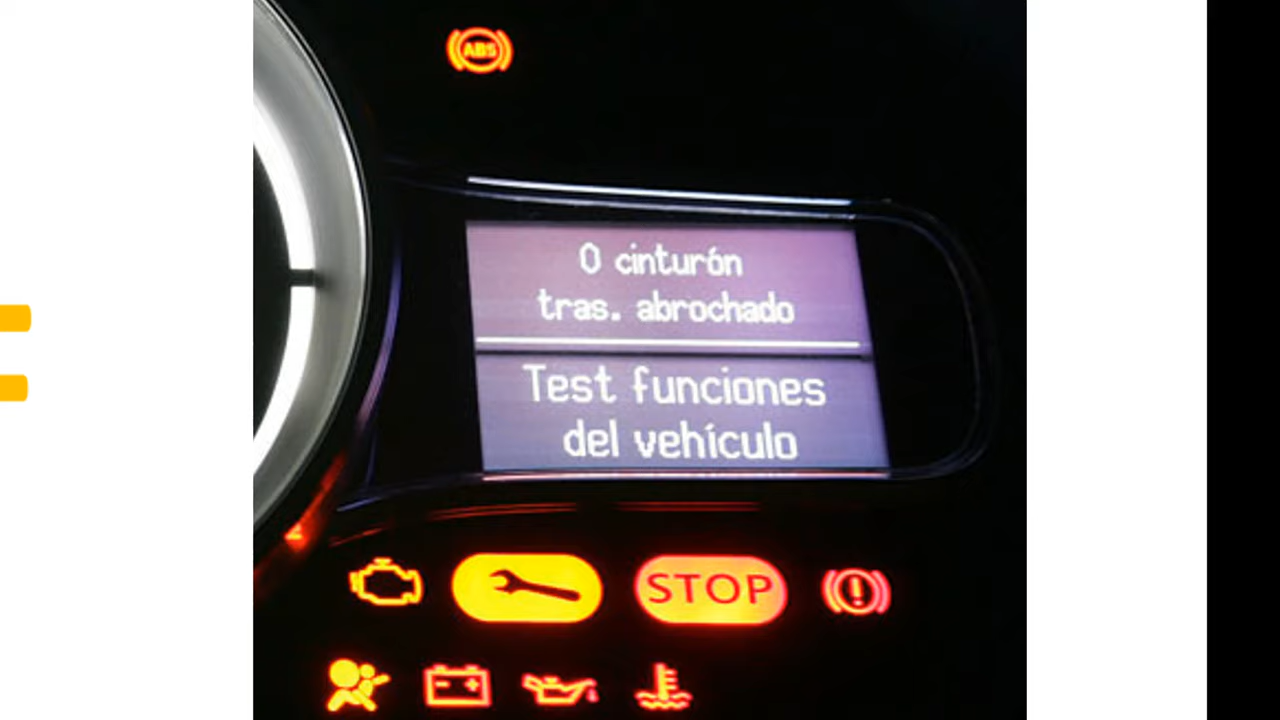 ABS
0 cinturón
tras. abrochado
Test funciones
del vehículo
STOP